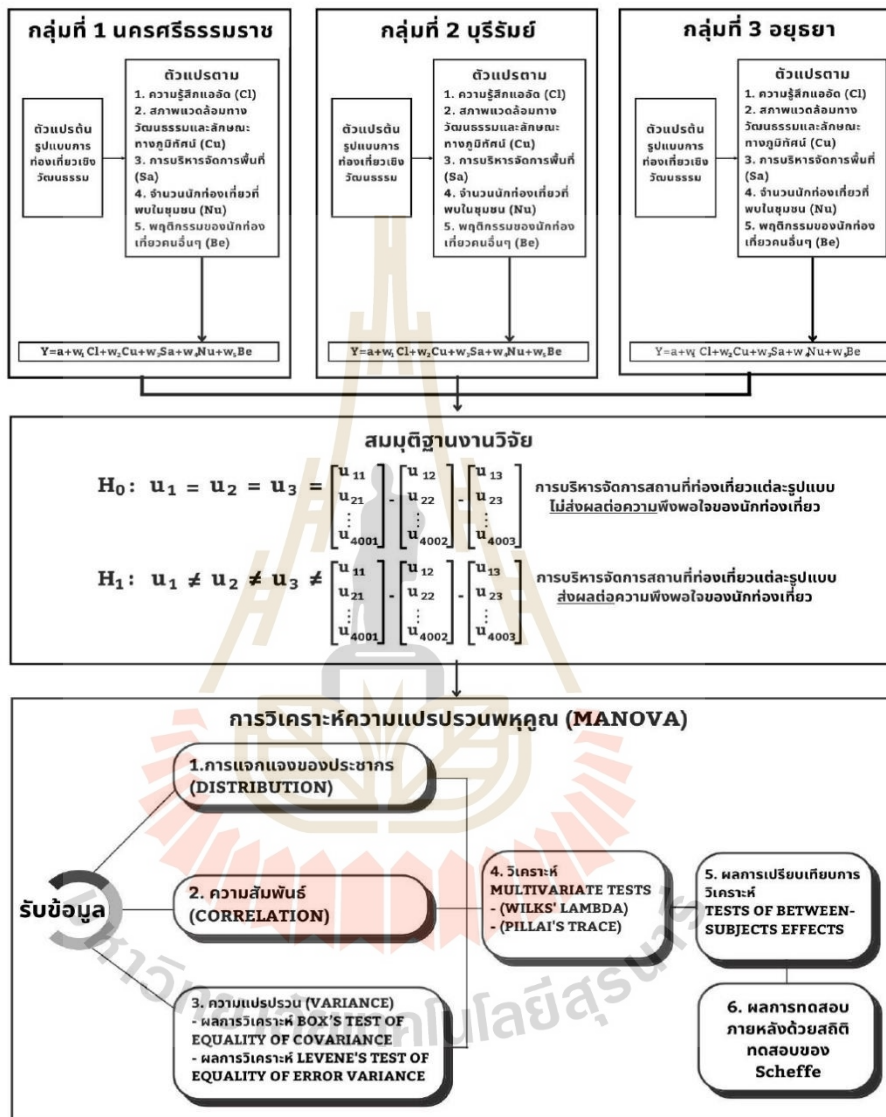 กลุ่มที่ 1 นครศรีธรรมราช
ตัวแปรต้น
รูปแบบการ
ท่องเที่ยวเชิง
วัฒนธรรม
ตัวแปรตาม
1. ความรู้สึกแออัด (Cl)
2. สภาพแวดล้อมทาง
วัฒนธรรมและลักษณะ
ทางภูมิทัศน์ (Cu)
3. การบริหารจัดการพื้นที่
(Sa)
4. จำนวนนักท่องเที่ยวที่
พบในชุมชน (Nu)
5. พฤติกรรมของนักท่อง
เที่ยวคนอื่นๆ (Be)
Y=a+w₁Cl+w₂Cu+w₃Sa+w₄Nu+w₅Be
กลุ่มที่ 2 บุรีรัมย์
ตัวแปรต้น
รูปแบบการ
ท่องเที่ยวเชิง
วัฒนธรรม
ตัวแปรตาม
1. ความรู้สึกแออัด (Cl)
2. สภาพแวดล้อมทาง
วัฒนธรรมและลักษณะ
ทางภูมิทัศน์ (Cu)
3. การบริหารจัดการพื้นที่
(Sa)
4. จำนวนนักท่องเที่ยวที่
พบในชุมชน (Nu)
5. พฤติกรรมของนักท่อง
เที่ยวคนอื่นๆ (Be)
Y=a+w₁Cl+w₂Cu+w₃Sa+w₄Nu+w₅Be
กลุ่มที่ 3 อยุธยา
ตัวแปรต้น
รูปแบบการ
ท่องเที่ยวเชิง
วัฒนธรรม
ตัวแปรตาม
1. ความรู้สึกแออัด (Cl)
2. สภาพแวดล้อมทาง
วัฒนธรรมและลักษณะ
ทางภูมิทัศน์ (Cu)
3. การบริหารจัดการพื้นที่
(Sa)
4. จำนวนนักท่องเที่ยวที่
พบในชุมชน (Nu)
5. พฤติกรรมของนักท่อง
เที่ยวคนอื่นๆ (Be)
Y=a+w₁Cl+w₂Cu+w₃Sa+w₄Nu+w₅Be
สมมุติฐานงานวิจัย
H₀: u₁ = u₂ = u₃ = [u₁₁ u₂₁ ⋮ u₄₀₀₁] - [u₁₂ u₂₂ ⋮ u₄₀₀₂] - [u₁₃ u₂₃ ⋮ u₄₀₀₃]
การบริหารจัดการสถานที่ท่องเที่ยวแต่ละรูปแบบ
ไม่ส่งผลต่อความพึงพอใจของนักท่องเที่ยว
H₁: u₁ ≠ u₂ ≠ u₃ ≠ [u₁₁ u₂₁ ⋮ u₄₀₀₁] - [u₁₂ u₂₂ ⋮ u₄₀₀₂] - [u₁₃ u₂₃ ⋮ u₄₀₀₃]
การบริหารจัดการสถานที่ท่องเที่ยวแต่ละรูปแบบ
ส่งผลต่อความพึงพอใจของนักท่องเที่ยว
การวิเคราะห์ความแปรปรวนพหุคูณ (MANOVA)
รับข้อมูล
1.การแจกแจงของประชากร
(DISTRIBUTION)
2. ความสัมพันธ์
(CORRELATION)
3. ความแปรปรวน (VARIANCE)
- ผลการวิเคราะห์ BOX'S TEST OF
EQUALITY OF COVARIANCE
- ผลการวิเคราะห์ LEVENE'S TEST OF
EQUALITY OF ERROR VARIANCE
4. วิเคราะห์
MULTIVARIATE TESTS
- (WILKS' LAMBDA)
- (PILLAI'S TRACE)
5. ผลการเปรียบเทียบการ
วิเคราะห์
TESTS OF BETWEEN-
SUBJECTS EFFECTS
6. ผลการทดสอบ
ภายหลังด้วยสถิติ
ทดสอบของ
Scheffe
มหาวิทยาลัยเทคโนโลยีสุรนารี